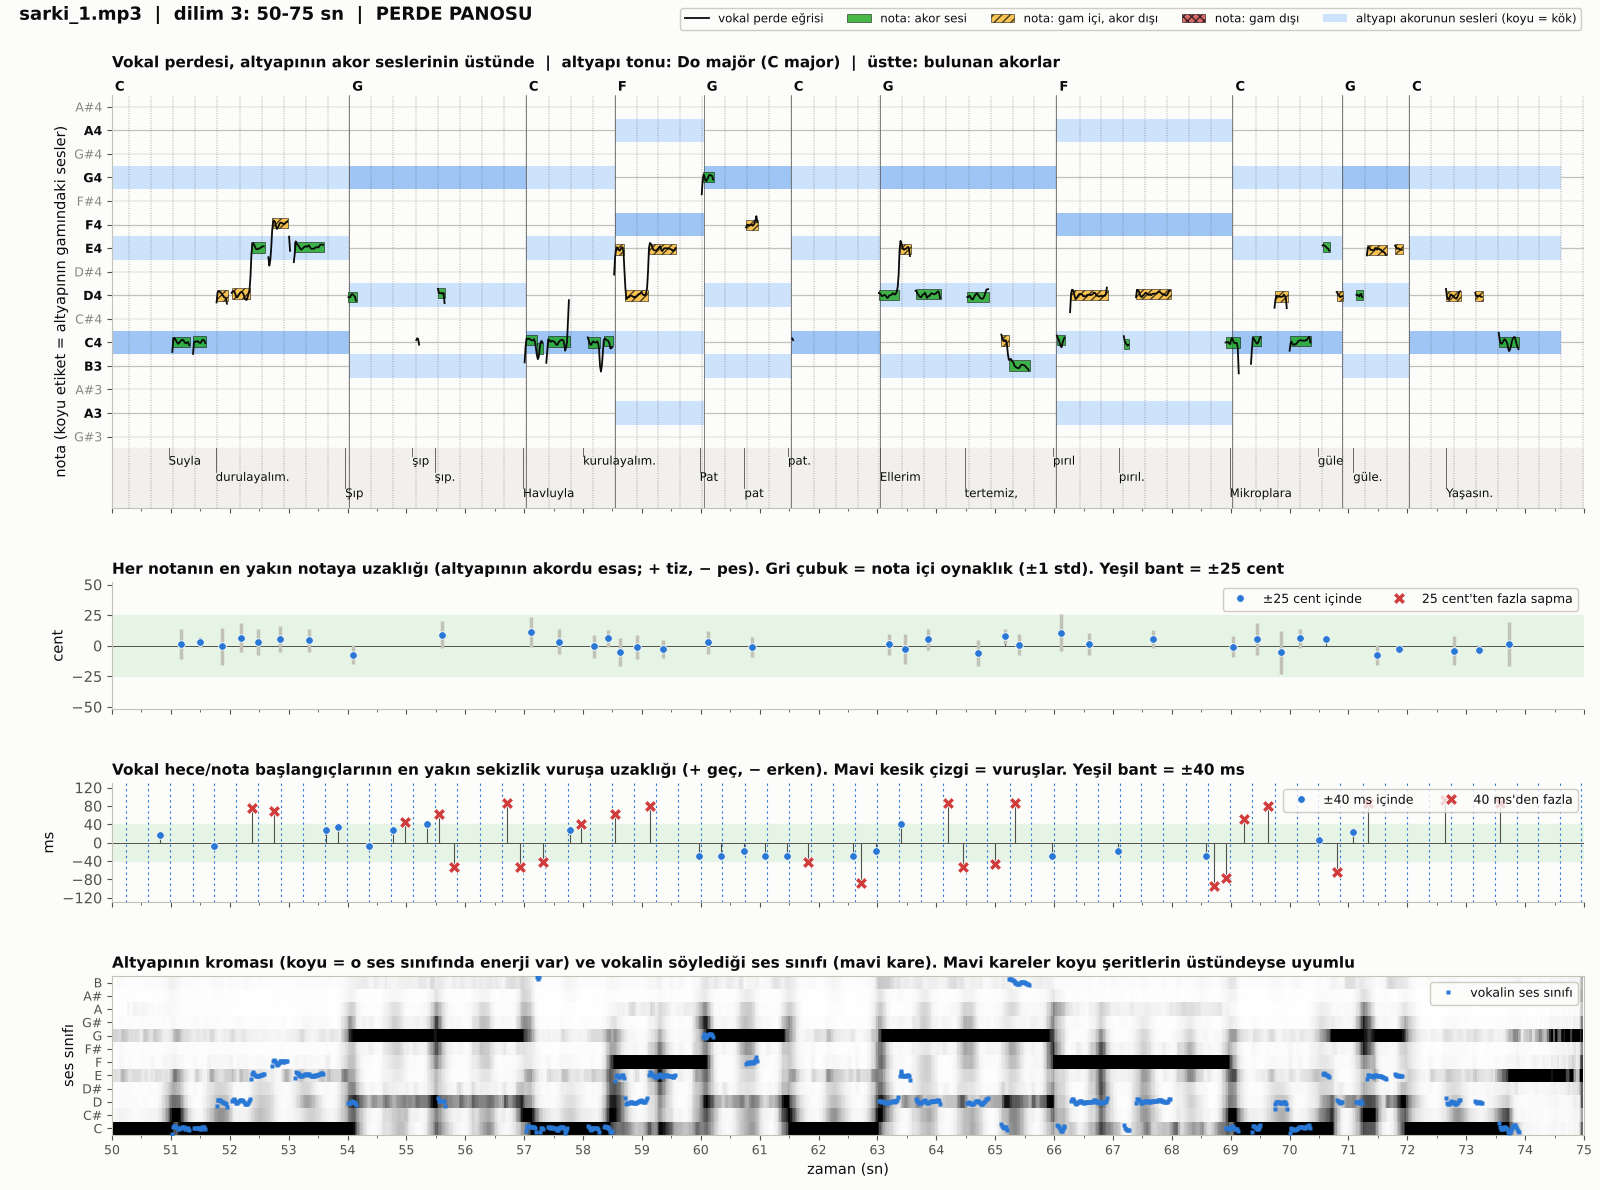 sarki_1.mp3 | dilim 3: 50-75 sn | PERDE PANOSU
vokal perde eğrisi nota: akor sesi nota: gam içi, akor dışı nota: gam dışı altyapı akorunun sesleri (koyu = kök)
Vokal perdesi, altyapının akor seslerinin üstünde | altyapı tonu: Do majör (C major) | üstte: bulunan akorlar
C G C F G C G F C G C
nota (koyu etiket = altyapının gamındaki sesler)
A#4
A4
G#4
G4
F#4
F4
E4
D#4
D4
C#4
C4
B3
A#3
A3
G#3
Suyla şıp kurulayalım. pat. pırıl güle
durulayalım. şıp. Pat Ellerim pırıl. güle.
Şıp Havluyla pat tertemiz, Mikroplara Yaşasın.
Her notanın en yakın notaya uzaklığı (altyapının akordu esas; + tiz, − pes). Gri çubuk = nota içi oynaklık (±1 std). Yeşil bant = ±25 cent
±25 cent içinde 25 cent'ten fazla sapma
cent
50
25
0
−25
−50
Vokal hece/nota başlangıçlarının en yakın sekizlik vuruşa uzaklığı (+ geç, − erken). Mavi kesik çizgi = vuruşlar. Yeşil bant = ±40 ms
±40 ms içinde 40 ms'den fazla
ms
120
80
40
0
−40
−80
−120
Altyapının kroması (koyu = o ses sınıfında enerji var) ve vokalin söylediği ses sınıfı (mavi kare). Mavi kareler koyu şeritlerin üstündeyse uyumlu
vokalin ses sınıfı
ses sınıfı
B
A#
A
G#
G
F#
F
E
D#
D
C#
C
50 51 52 53 54 55 56 57 58 59 60 61 62 63 64 65 66 67 68 69 70 71 72 73 74 75
zaman (sn)